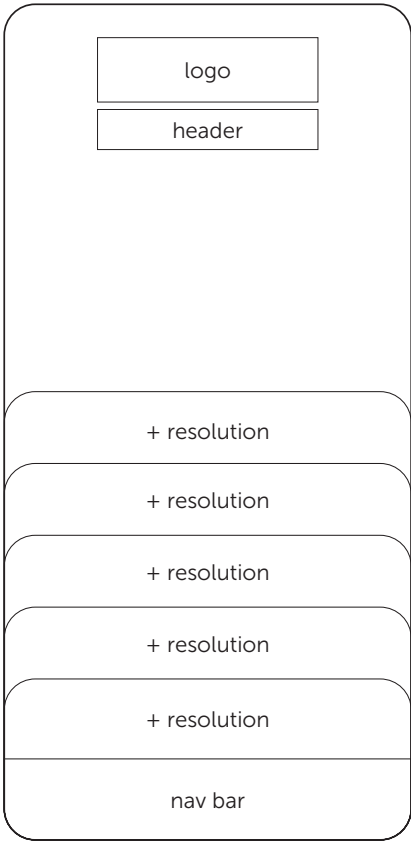 logo
header
+ resolution
+ resolution
+ resolution
+ resolution
+ resolution
nav bar